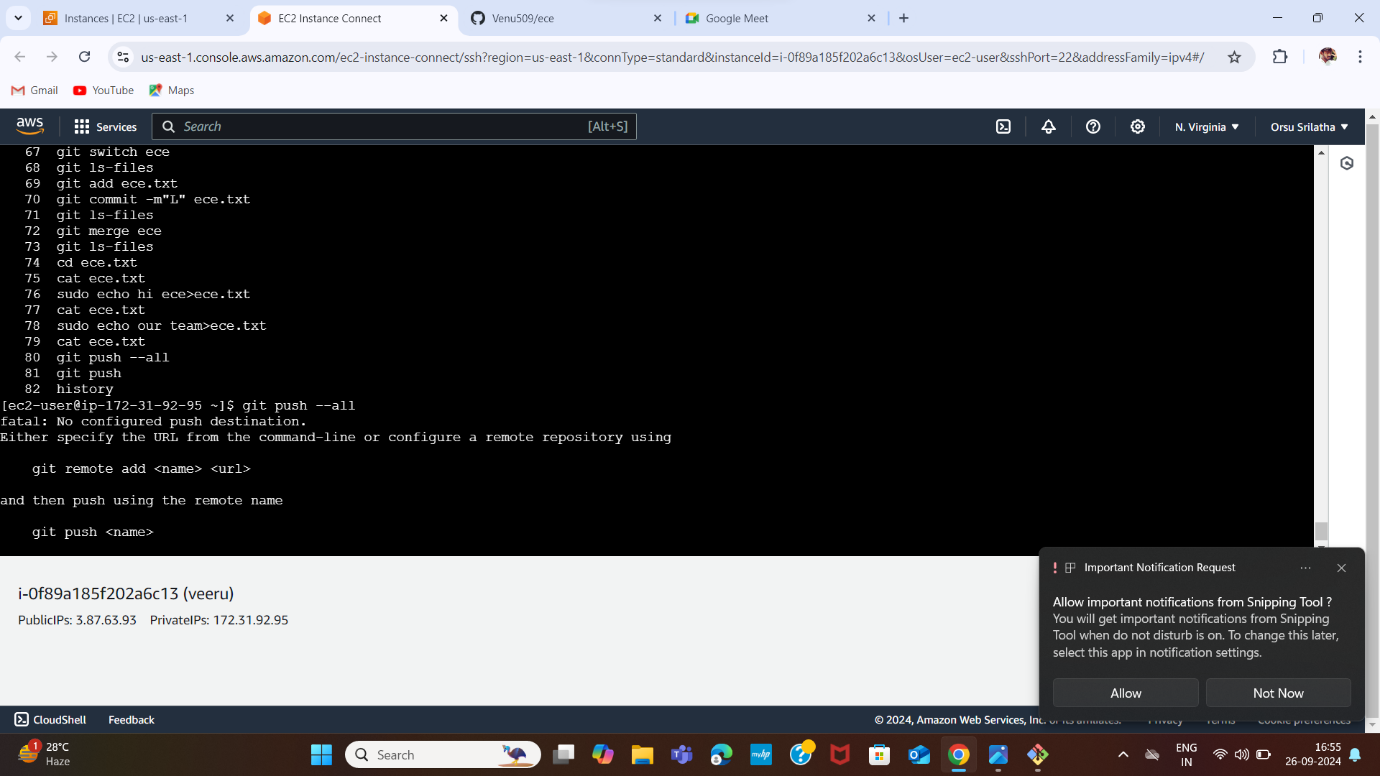 Instances | EC2 | us-east-1
EC2 Instance Connect
Venu509/ece
Google Meet
us-east-1.console.aws.amazon.com/ec2-instance-connect/ssh?region=us-east-1&connType=standard&instanceId=i-0f89a185f202a6c13&osUser=ec2-user&sshPort=22&addressFamily=ipv4#/
Gmail YouTube Maps
aws Services Search [Alt+S] N. Virginia ▼ Orsu Srilatha ▼
67 git switch ece
68 git ls-files
69 git add ece.txt
70 git commit -m"L" ece.txt
71 git ls-files
72 git merge ece
73 git ls-files
74 cd ece.txt
75 cat ece.txt
76 sudo echo hi ece>ece.txt
77 cat ece.txt
78 sudo echo our team>ece.txt
79 cat ece.txt
80 git push --all
81 git push
82 history
[ec2-user@ip-172-31-92-95 ~]$ git push --all
fatal: No configured push destination.
Either specify the URL from the command-line or configure a remote repository using
git remote add <name> <url>
and then push using the remote name
git push <name>
i-0f89a185f202a6c13 (veeru)
PublicIPs: 3.87.63.93 PrivateIPs: 172.31.92.95
Important Notification Request
Allow important notifications from Snipping Tool ?
You will get important notifications from Snipping
Tool when do not disturb is on. To change this later,
select this app in notification settings.
Allow Not Now
CloudShell Feedback © 2024, Amazon Web Services, Inc. or its affiliates. Privacy Terms Cookie preferences
1
28°C
Haze
Search
myhp
ENG
IN
16:55
26-09-2024